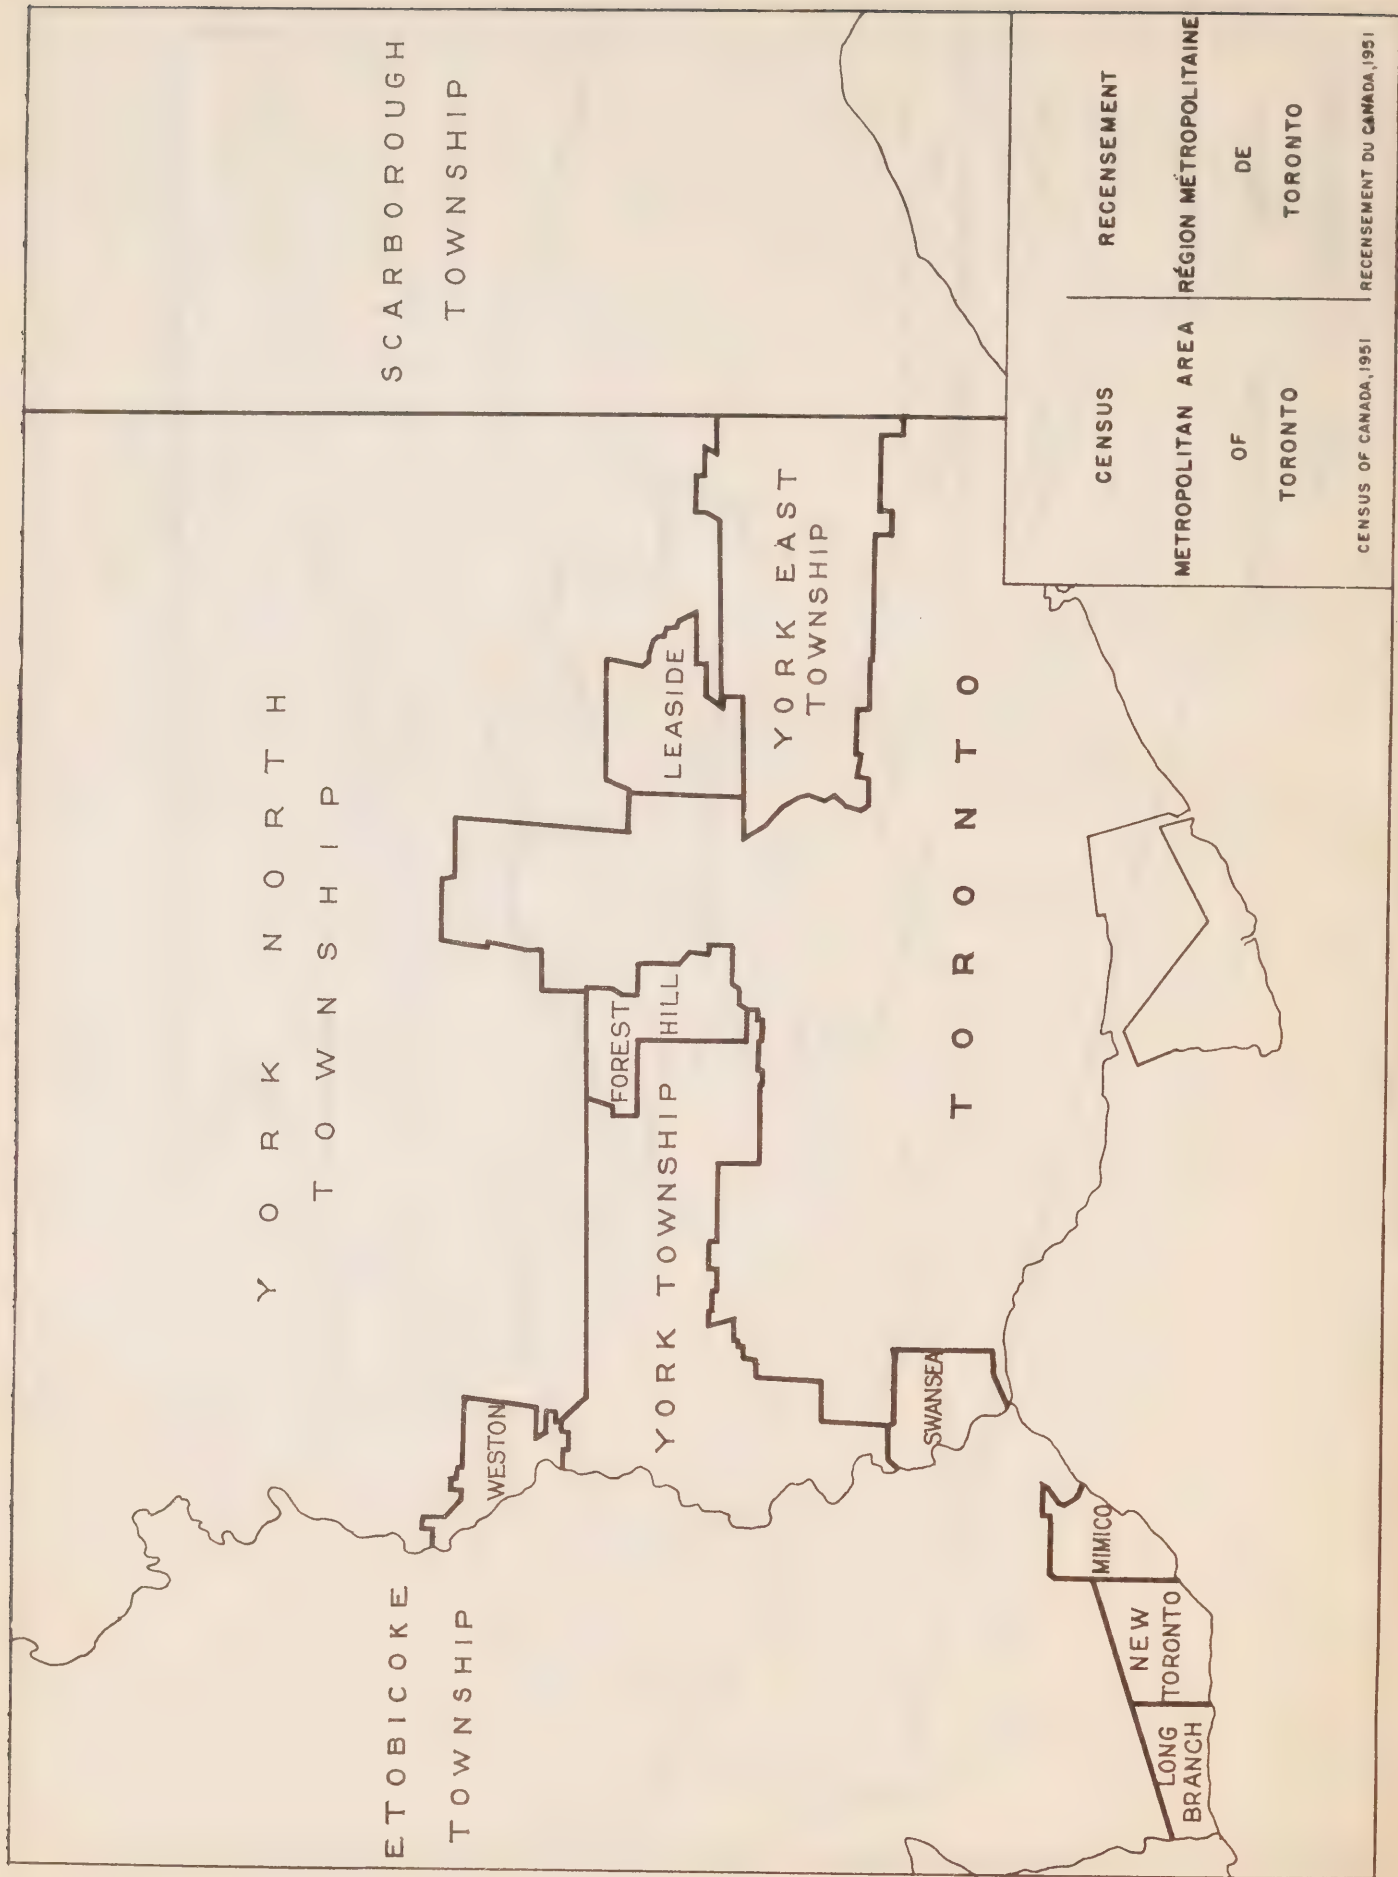 YORK NORTH
TOWNSHIP
SCARBOROUGH
TOWNSHIP
ETOBICOKE
TOWNSHIP
WESTON
FOREST
HILL
LEASIDE
YORK TOWNSHIP
YORK EAST
TOWNSHIP
SWANSEA
TORONTO
MIMICO
NEW
TORONTO
LONG
BRANCH
CENSUS
METROPOLITAN AREA
OF
TORONTO
CENSUS OF CANADA, 1951
RECENSEMENT
RÉGION MÉTROPOLITAINE
DE
TORONTO
RECENSEMENT DU CANADA, 1951